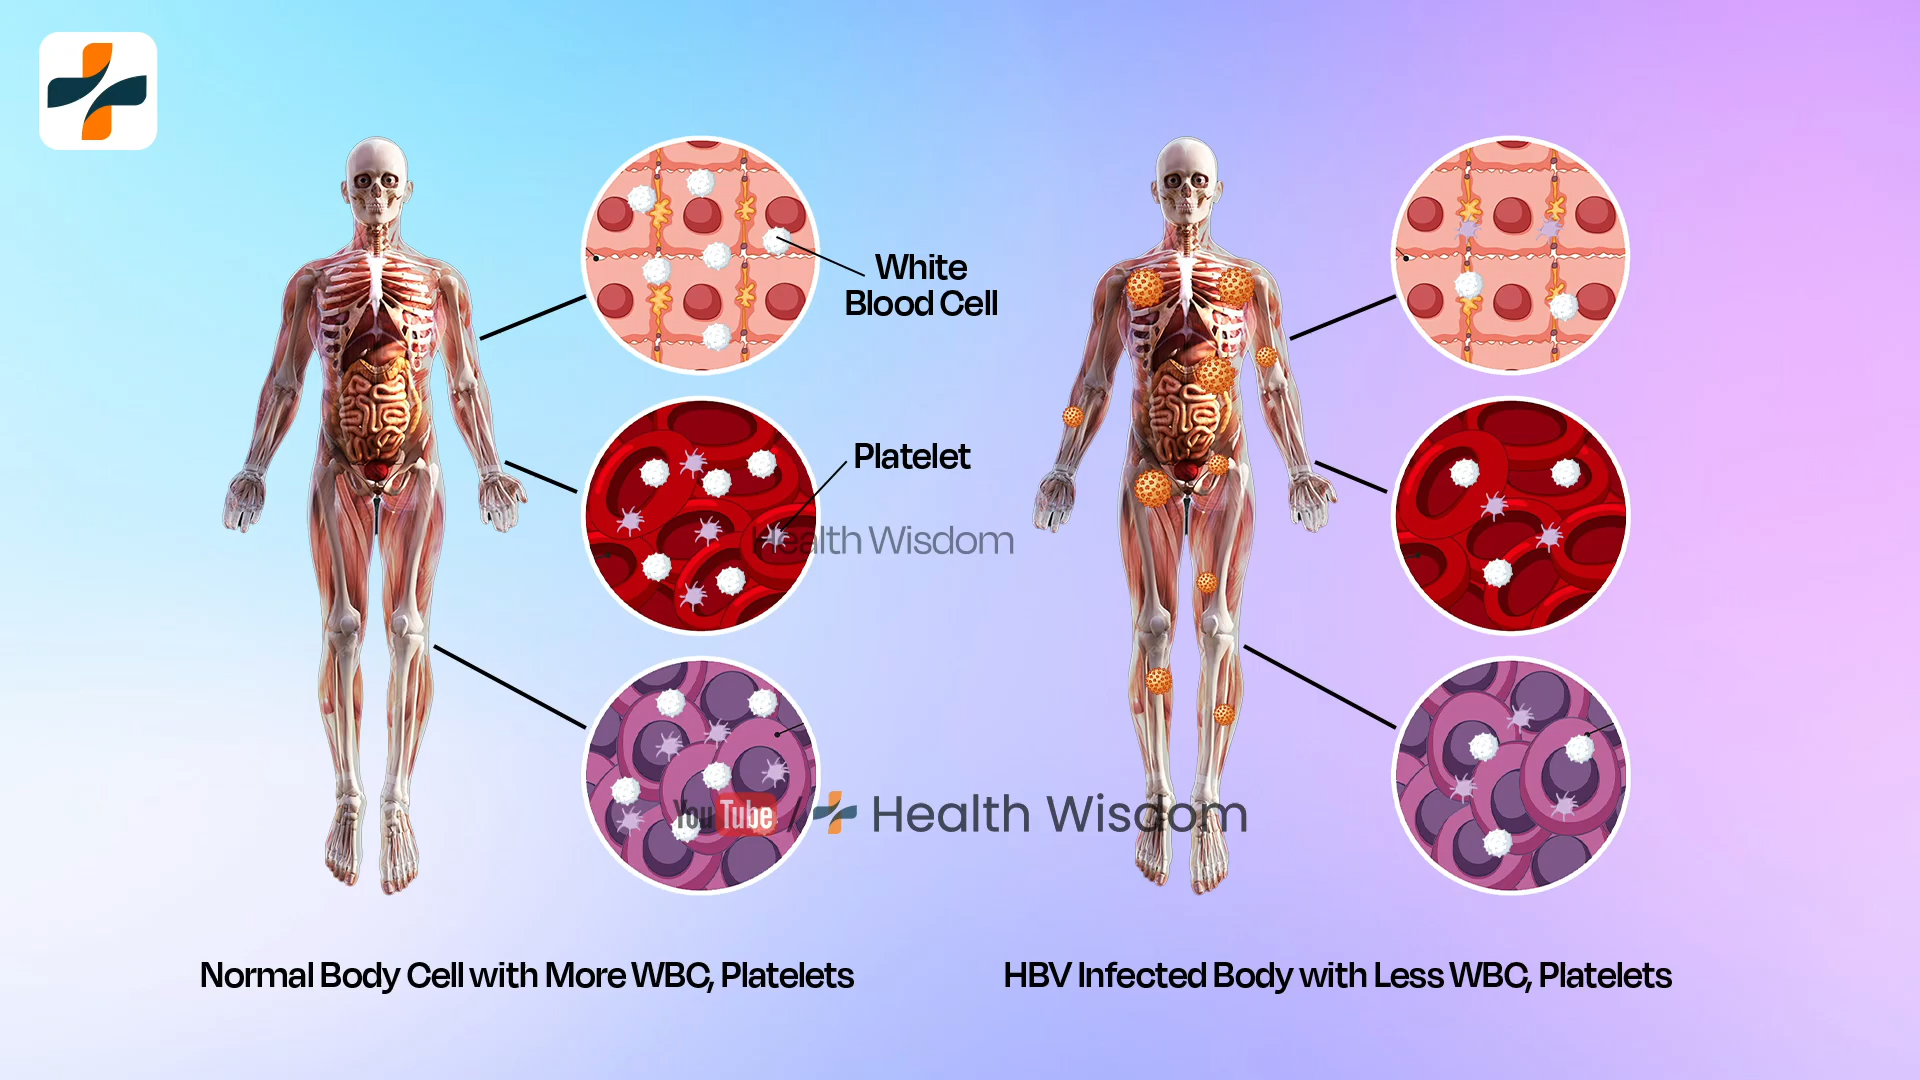 White
Blood Cell
Platelet
Health Wisdom
YouTube / Health Wisdom
Normal Body Cell with More WBC, Platelets
HBV Infected Body with Less WBC, Platelets